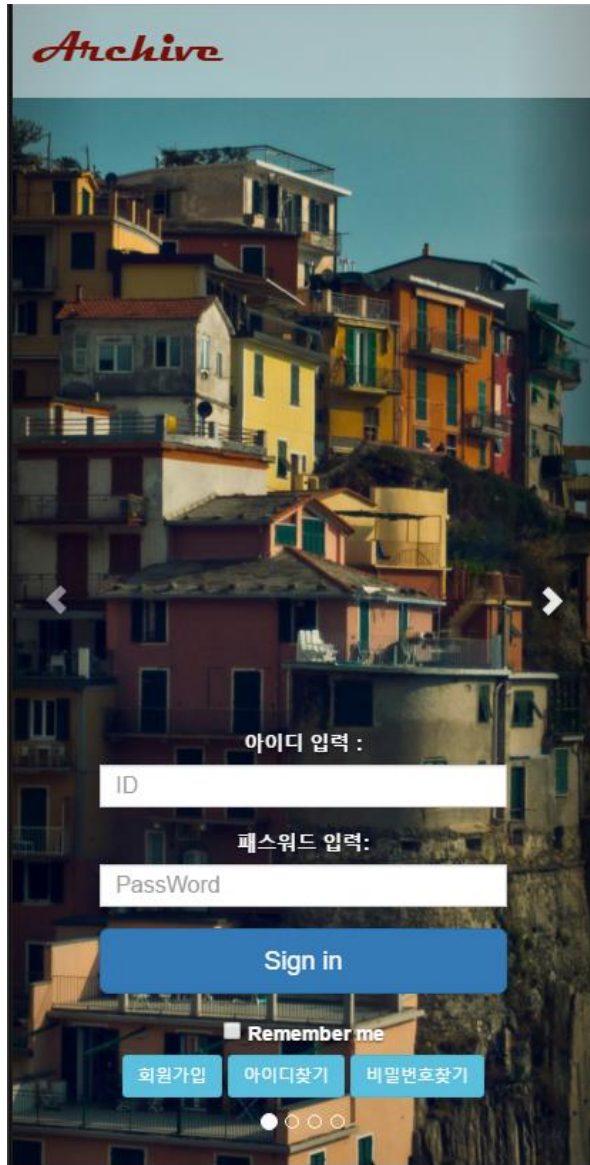 Archive
아이디 입력 :
ID
패스워드 입력:
PassWord
Sign in
Remember me
회원가입 아이디찾기 비밀번호찾기